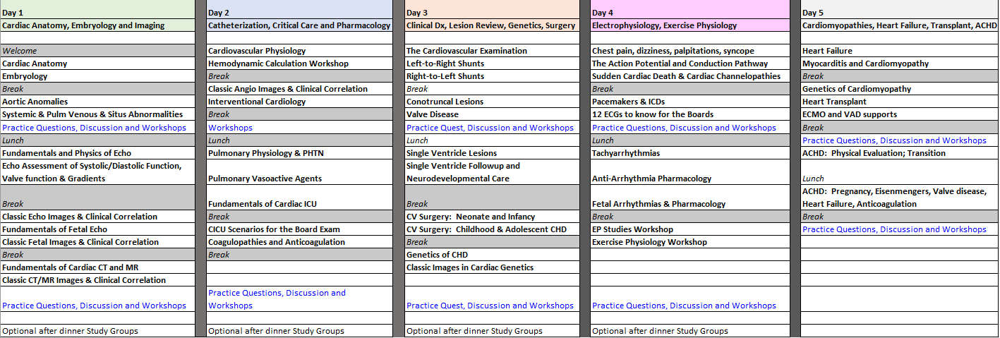 Day 1
Cardiac Anatomy, Embryology and Imaging
Welcome
Cardiac Anatomy
Embryology
Break
Aortic Anomalies
Systemic & Pulm Venous & Situs Abnormalities
Practice Questions, Discussion and Workshops
Lunch
Fundamentals and Physics of Echo
Echo Assessment of Systolic/Diastolic Function,
Valve function & Gradients
Break
Classic Echo Images & Clinical Correlation
Fundamentals of Fetal Echo
Classic Fetal Images & Clinical Correlation
Break
Fundamentals of Cardiac CT and MR
Classic CT/MR Images & Clinical Correlation
Practice Questions, Discussion and Workshops
Optional after dinner Study Groups
Day 2
Catheterization, Critical Care and Pharmacology
Cardiovascular Physiology
Hemodynamic Calculation Workshop
Break
Classic Angio Images & Clinical Correlation
Interventional Cardiology
Break
Workshops
Lunch
Pulmonary Physiology & PHTN
Pulmonary Vasoactive Agents
Fundamentals of Cardiac ICU
Break
CICU Scenarios for the Board Exam
Coagulopathies and Anticoagulation
Break
Practice Questions, Discussion and
Workshops
Optional after dinner Study Groups
Day 3
Clinical Dx, Lesion Review, Genetics, Surgery
The Cardiovascular Examination
Left-to-Right Shunts
Right-to-Left Shunts
Break
Conotruncal Lesions
Valve Disease
Practice Quest, Discussion and Workshops
Lunch
Single Ventricle Lesions
Single Ventricle Followup and
Neurodevelopmental Care
Break
CV Surgery:  Neonate and Infancy
CV Surgery:  Childhood & Adolescent CHD
Break
Genetics of CHD
Classic Images in Cardiac Genetics
Practice Quest, Discussion and Workshops
Optional after dinner Study Groups
Day 4
Electrophysiology, Exercise Physiology
Chest pain, dizziness, palpitations, syncope
The Action Potential and Conduction Pathway
Sudden Cardiac Death & Cardiac Channelopathies
Break
Pacemakers & ICDs
12 ECGs to know for the Boards
Practice Questions, Discussion and Workshops
Lunch
Tachyarrhythmias
Anti-Arrhythmia Pharmacology
Fetal Arrhythmias & Pharmacology
Break
EP Studies Workshop
Exercise Physiology Workshop
Practice Questions, Discussion and Workshops
Optional after dinner Study Groups
Day 5
Cardiomyopathies, Heart Failure, Transplant, ACHD
Heart Failure
Myocarditis and Cardiomyopathy
Break
Genetics of Cardiomyopathy
Heart Transplant
ECMO and VAD supports
Break
Practice Questions, Discussion and Workshops
ACHD:  Physical Evaluation; Transition
Lunch
ACHD:  Pregnancy, Eisenmengers, Valve disease,
Heart Failure, Anticoagulation
Practice Questions, Discussion and Workshops